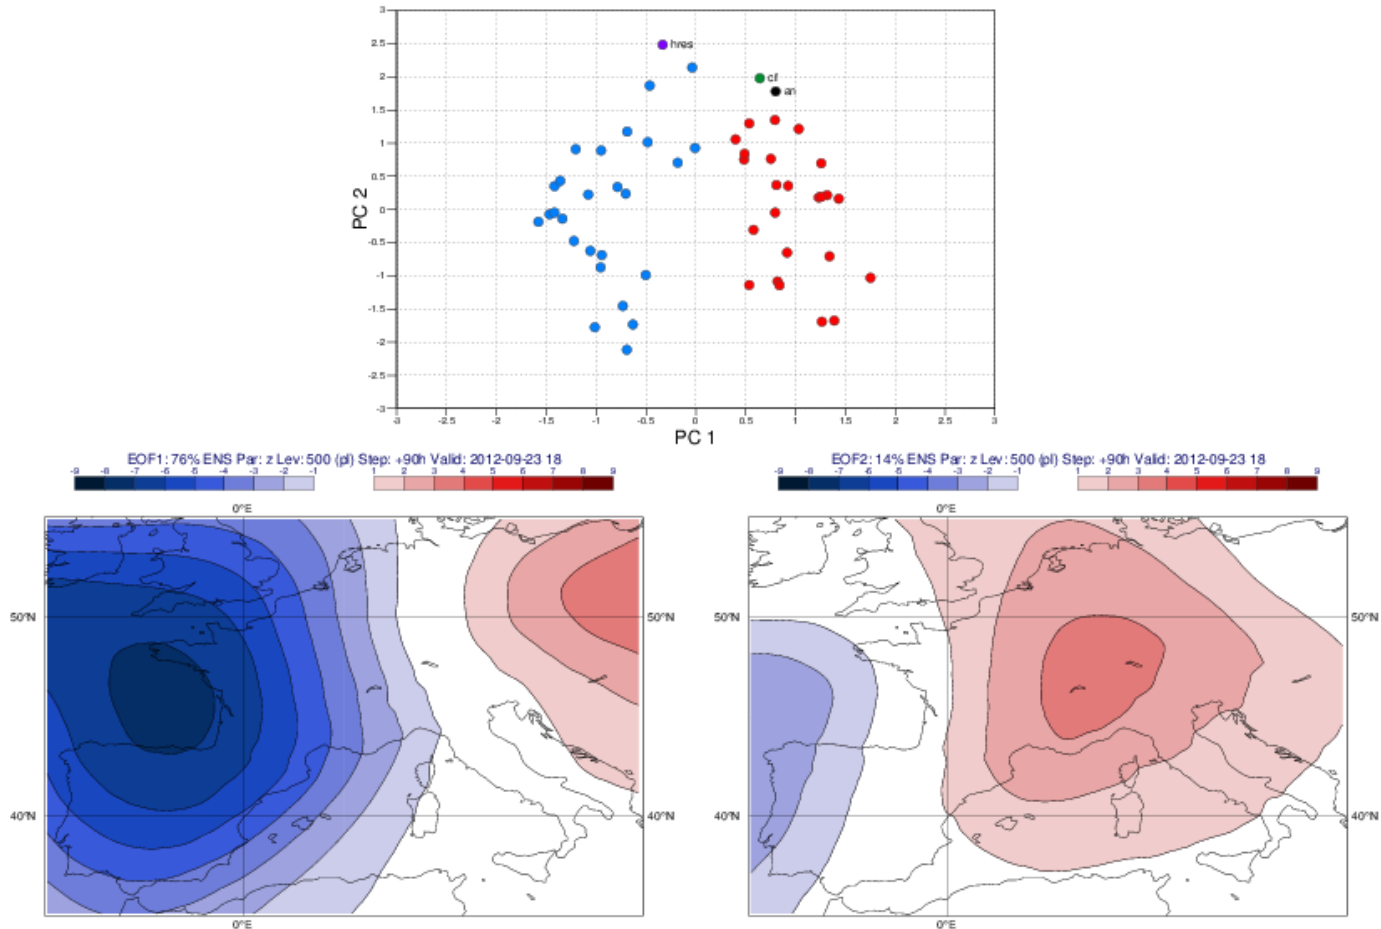 3
2.5
hres
2
cf
an
1.5
1
0.5
PC 2
0
-0.5
-1
-1.5
-2
-2.5
-3
-3 -1.5 -1 -0.5 0 0.5 1 1.5 2 2.5 3
PC 1
EOF1: 76% ENS Par: z Lev: 500 (pl) Step: +90h Valid: 2012-09-23 18
-9 -8 -7 -6 -5 -4 -3 -2 -1 1 2 3 4 5 6 7 8 9
0°E
50°N
40°N
0°E
EOF2: 14% ENS Par: z Lev: 500 (pl) Step: +90h Valid: 2012-09-23 18
-9 -8 -7 -6 -5 -4 -3 -2 -1 1 2 3 4 5 6 7 8 9
0°E
50°N 50°N
40°N 40°N
0°E